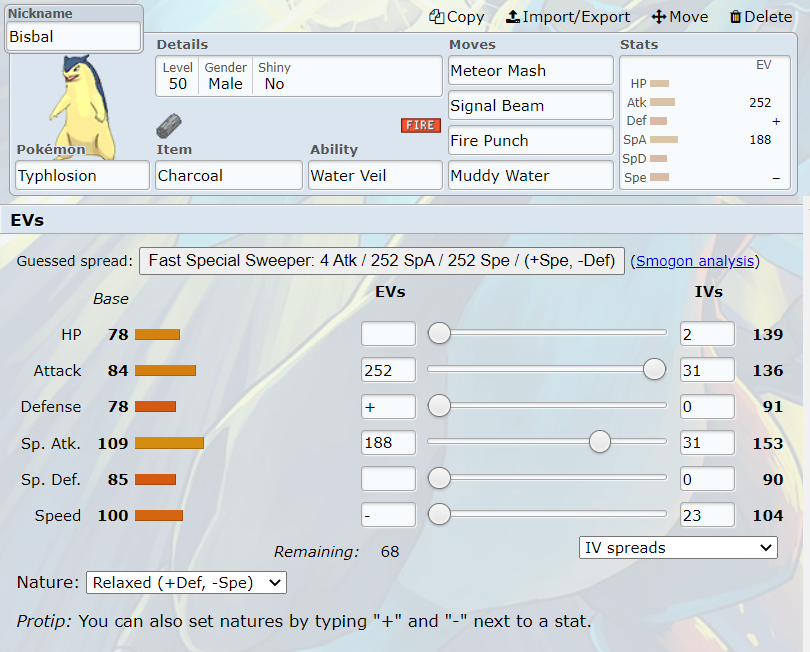 Nickname
Bisbal
Copy Import/Export Move Delete
Details
Level Gender Shiny
50 Male No
FIRE
Pokémon Item Ability
Typhlosion Charcoal Water Veil
Moves
Meteor Mash
Signal Beam
Fire Punch
Muddy Water
Stats
EV
HP
Atk 252
Def +
SpA 188
SpD
Spe −
EVs
Guessed spread: Fast Special Sweeper: 4 Atk / 252 SpA / 252 Spe / (+Spe, -Def) (Smogon analysis)
Base EVs IVs
HP 78 2 139
Attack 84 252 31 136
Defense 78 + 0 91
Sp. Atk. 109 188 31 153
Sp. Def. 85 0 90
Speed 100 - 23 104
Remaining: 68 IV spreads
Nature: Relaxed (+Def, -Spe)
Protip: You can also set natures by typing "+" and "-" next to a stat.